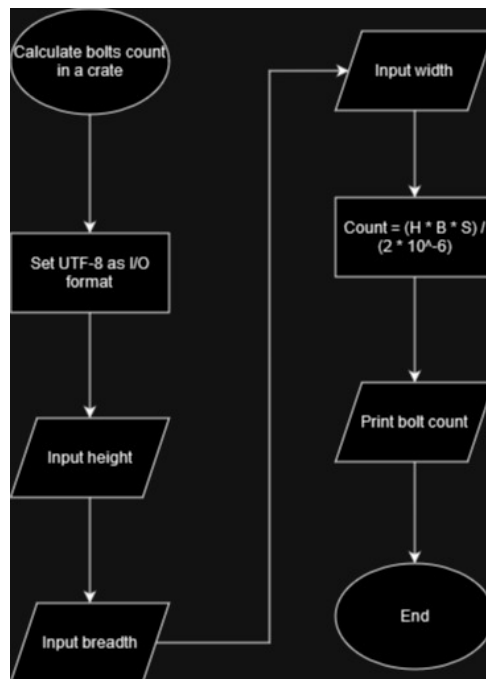 Calculate bolts count
in a crate
Set UTF-8 as I/O
format
Input height
Input breadth
Input width
Count = (H * B * S) /
(2 * 10^-6)
Print bolt count
End